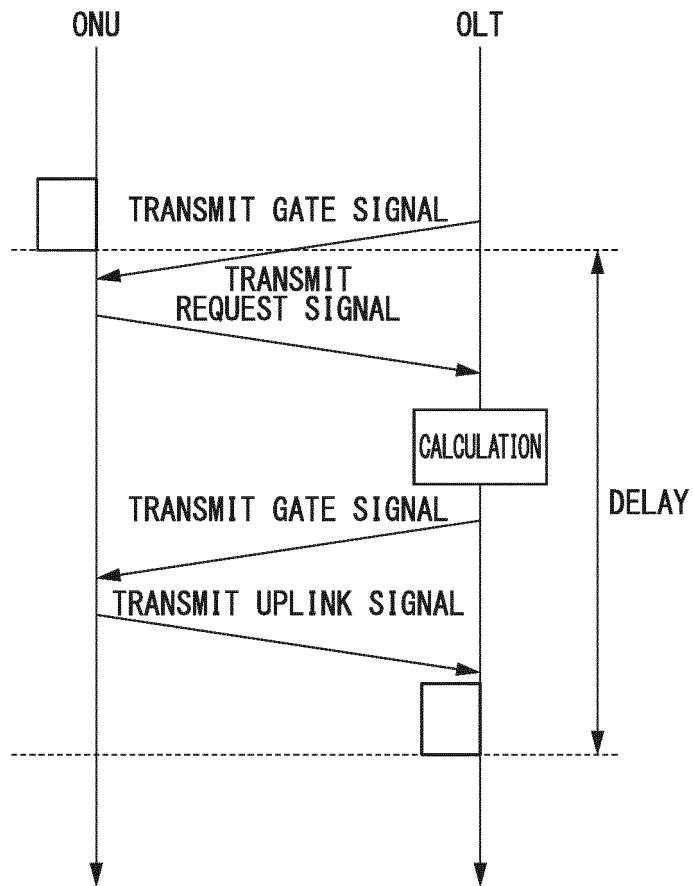 ONU
OLT
TRANSMIT GATE SIGNAL
TRANSMIT
REQUEST SIGNAL
CALCULATION
TRANSMIT GATE SIGNAL
DELAY
TRANSMIT UPLINK SIGNAL